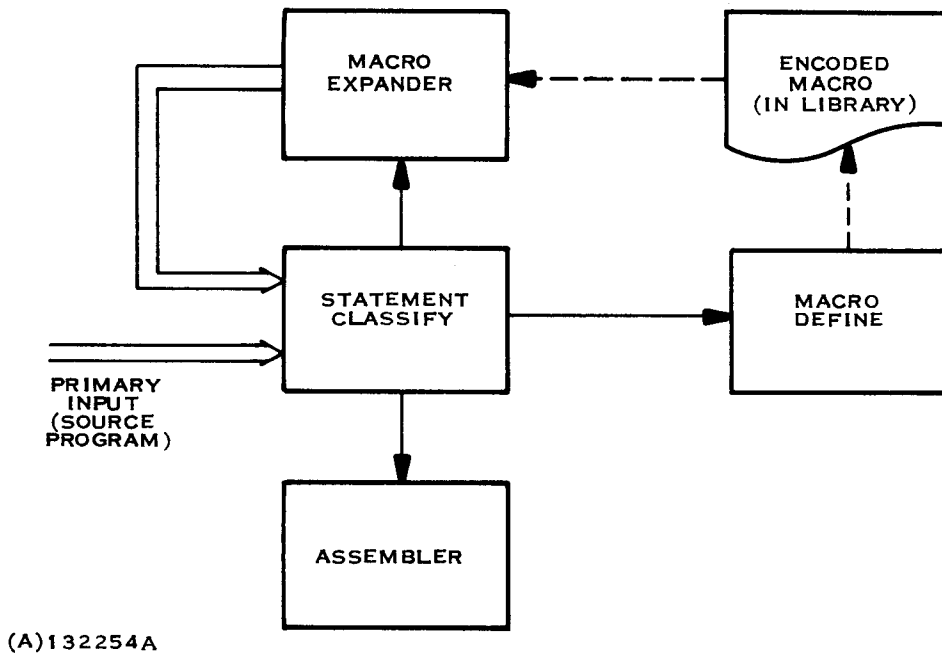 MACRO
EXPANDER
ENCODED
MACRO
(IN LIBRARY)
STATEMENT
CLASSIFY
MACRO
DEFINE
PRIMARY
INPUT
(SOURCE
PROGRAM)
ASSEMBLER
(A)132254A